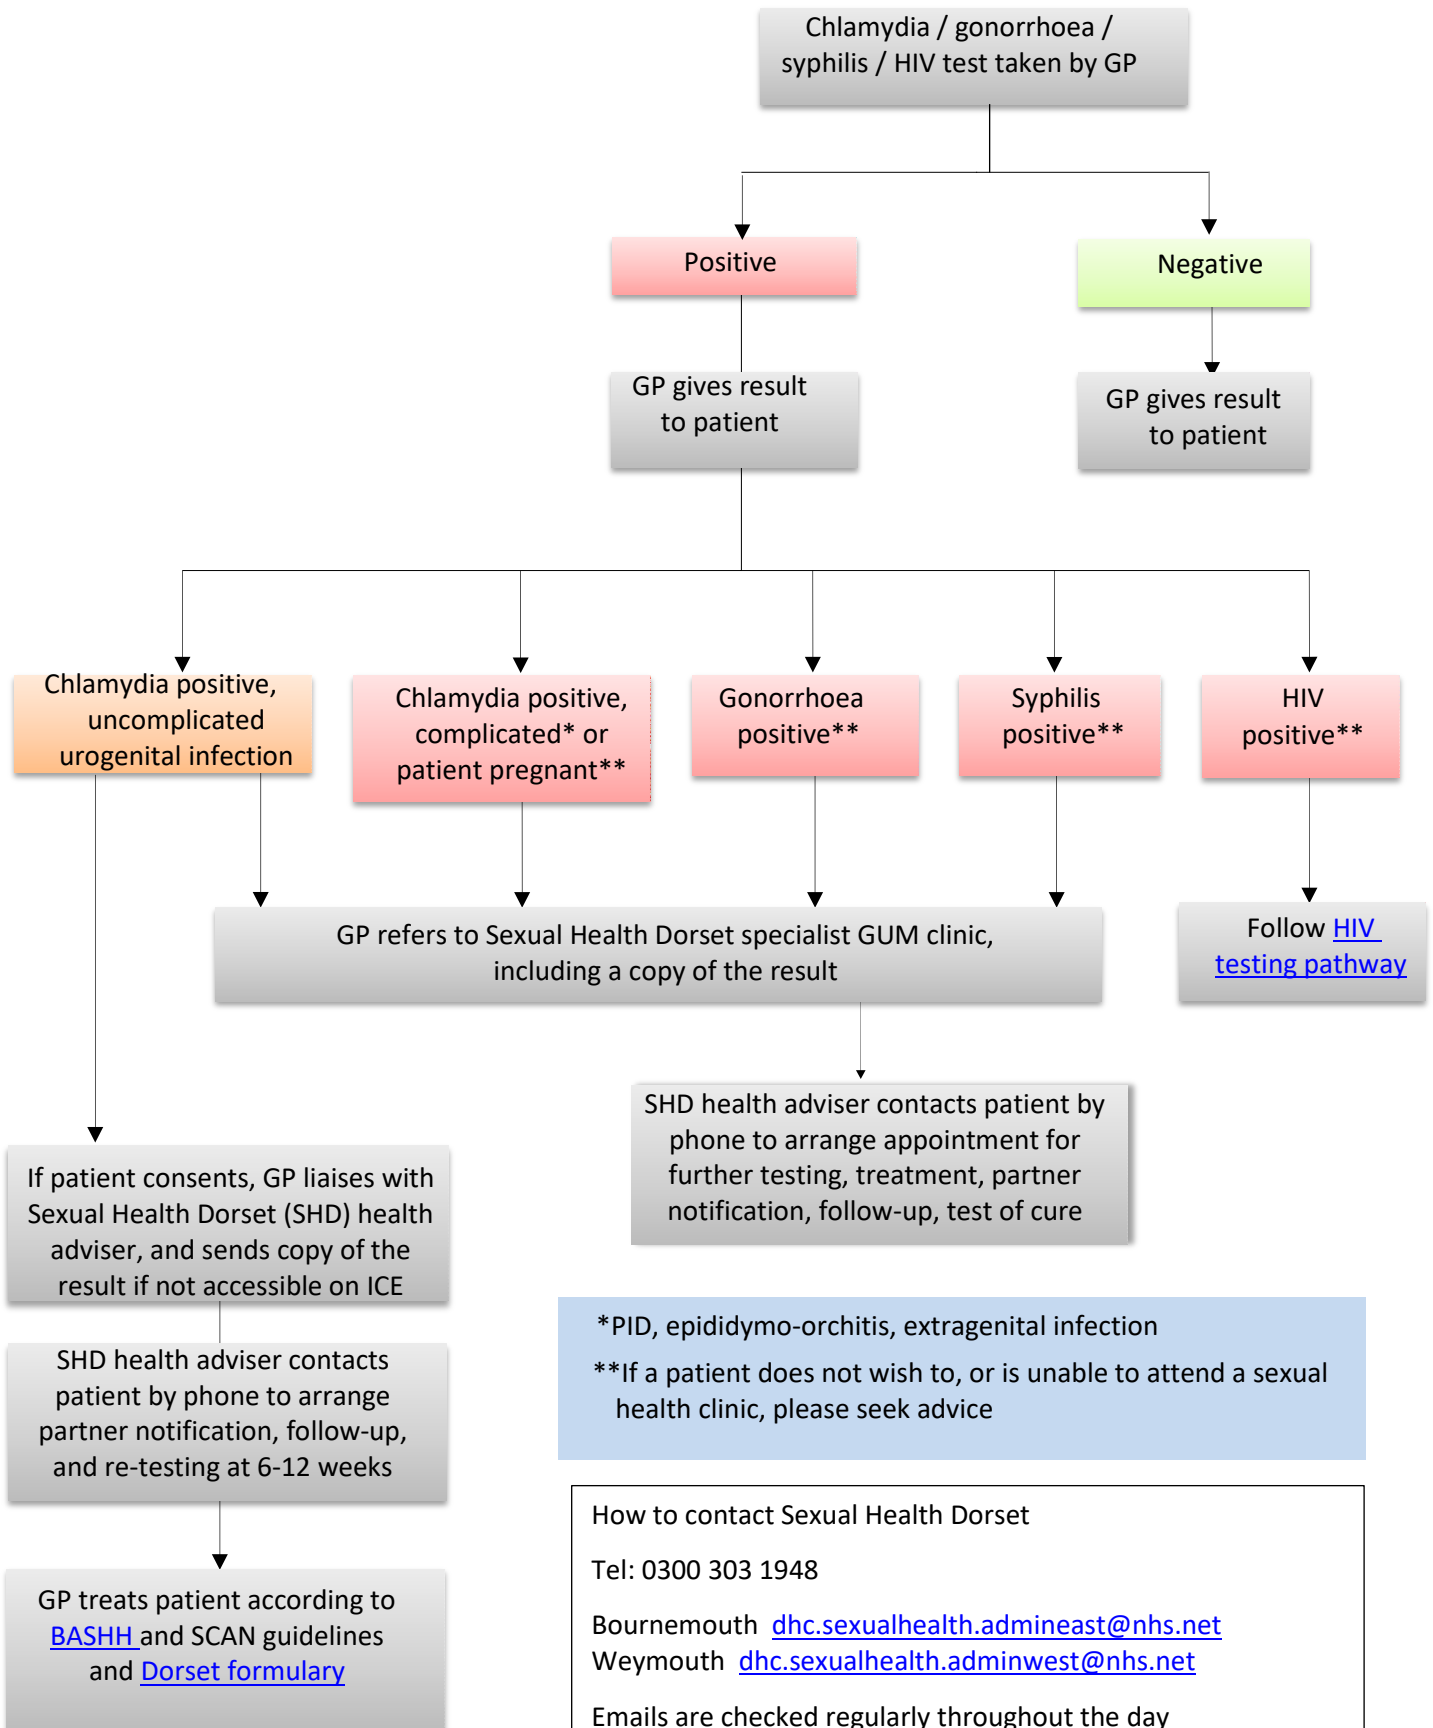 Chlamydia / gonorrhoea /
syphilis / HIV test taken by GP
Positive
Negative
GP gives result
to patient
GP gives result
to patient
Chlamydia positive,
uncomplicated
urogenital infection
Chlamydia positive,
complicated* or
patient pregnant**
Gonorrhoea
positive**
Syphilis
positive**
HIV
positive**
GP refers to Sexual Health Dorset specialist GUM clinic,
including a copy of the result
Follow HIV
testing pathway
SHD health adviser contacts patient by
phone to arrange appointment for
further testing, treatment, partner
notification, follow-up, test of cure
If patient consents, GP liaises with
Sexual Health Dorset (SHD) health
adviser, and sends copy of the
result if not accessible on ICE
SHD health adviser contacts
patient by phone to arrange
partner notification, follow-up,
and re-testing at 6-12 weeks
GP treats patient according to
BASHH and SCAN guidelines
and Dorset formulary
*PID, epididymo-orchitis, extragenital infection
**If a patient does not wish to, or is unable to attend a sexual
health clinic, please seek advice
How to contact Sexual Health Dorset
Tel: 0300 303 1948
Bournemouth dhc.sexualhealth.admineast@nhs.net
Weymouth dhc.sexualhealth.adminwest@nhs.net
Emails are checked regularly throughout the day